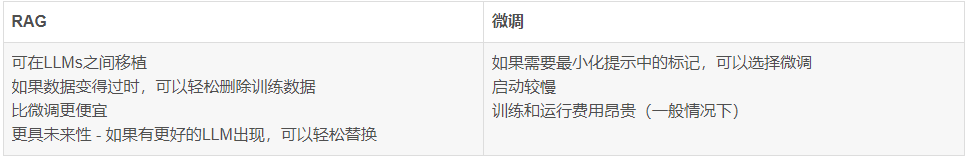 RAG
微调
可在LLMs之间移植
如果数据变得过时，可以轻松删除训练数据
比微调更便宜
更具未来性 - 如果有更好的LLM出现，可以轻松替换
如果需要最小化提示中的标记，可以选择微调
启动较慢
训练和运行费用昂贵（一般情况下）